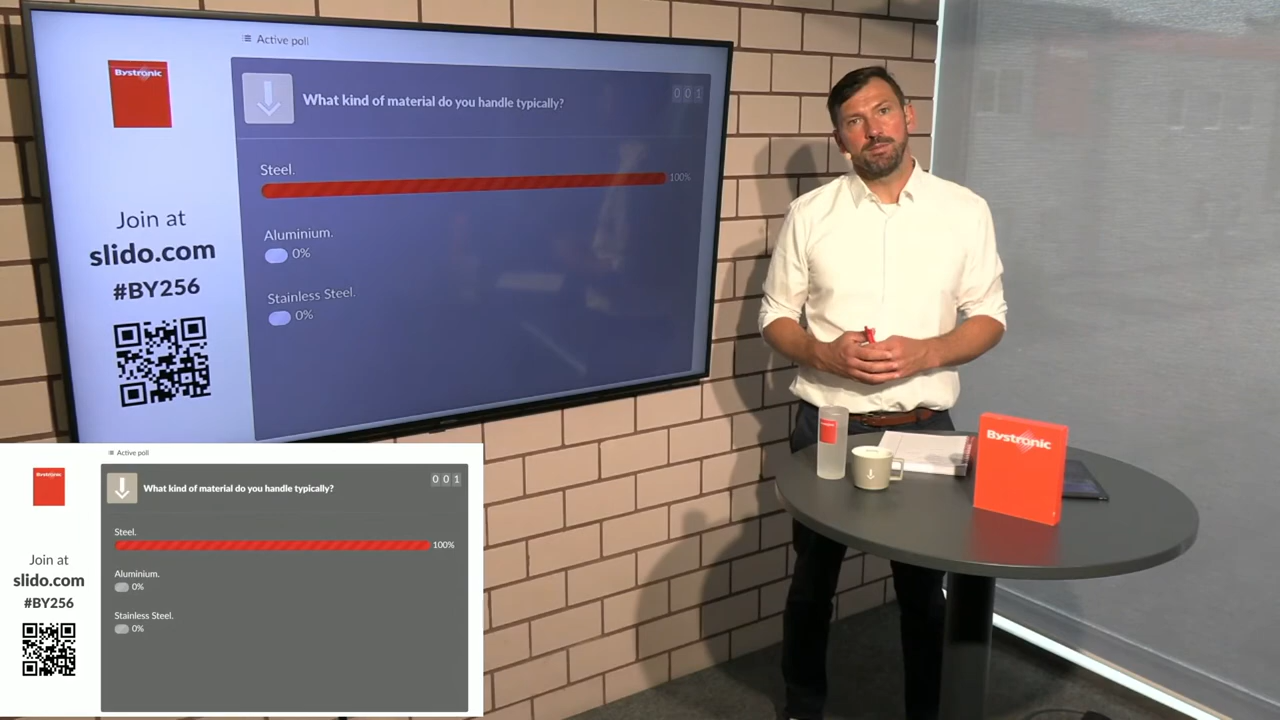 Active poll
Bystronic
What kind of material do you handle typically?
0 0 1
Steel.
100%
Aluminium.
0%
Stainless Steel.
0%
Join at
slido.com
#BY256
Bystronic
Active poll
Bystronic
What kind of material do you handle typically?
0 0 1
Steel.
100%
Aluminium.
0%
Stainless Steel.
0%
Join at
slido.com
#BY256